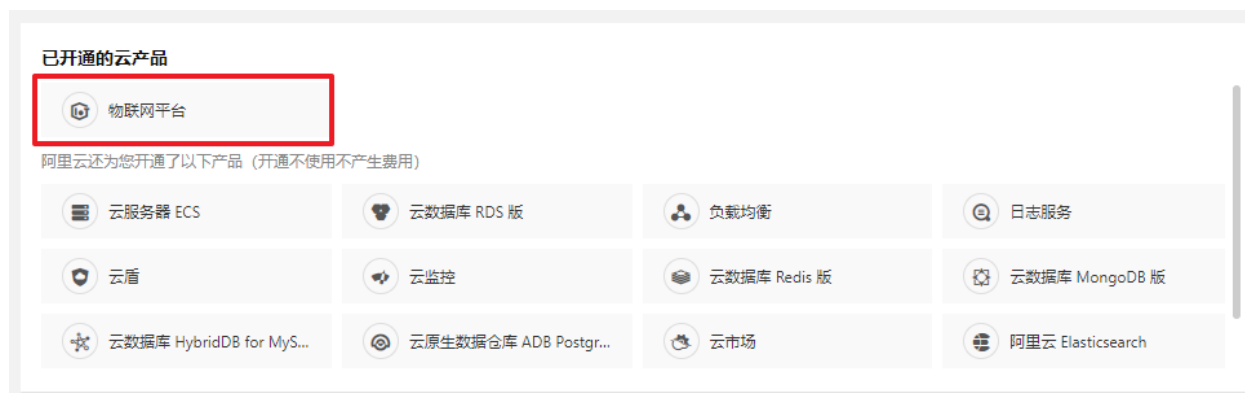 已开通的云产品
物联网平台
阿里云还为您开通了以下产品（开通不使用不产生费用）
云服务器 ECS
云数据库 RDS 版
负载均衡
日志服务
云盾
云监控
云数据库 Redis 版
云数据库 MongoDB 版
云数据库 HybridDB for MyS...
云原生数据仓库 ADB Postgr...
云市场
阿里云 Elasticsearch